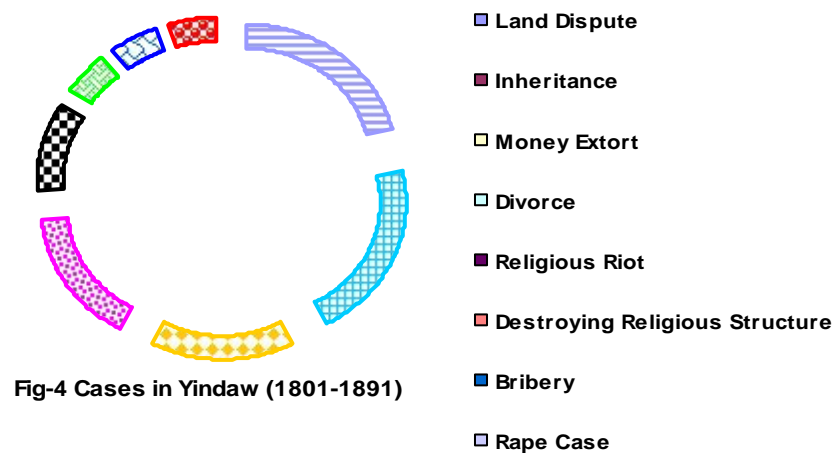 Land Dispute
Inheritance
Money Extort
Divorce
Religious Riot
Destroying Religious Structure
Bribery
Rape Case
Fig-4 Cases in Yindaw (1801-1891)